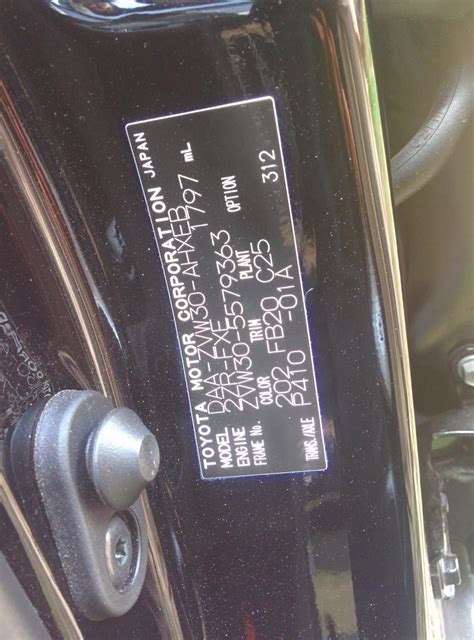 TOYOTA MOTOR CORPORATION JAPAN
MODEL DAA-ZVW30-AHXEB
ENGINE 2ZR-FXE 1797 mL
FRAME No. ZVW30-5579363
COLOR TRIM PLANT OPTION
202 FB20 C25 312
TRANS./AXLE P410 -01A